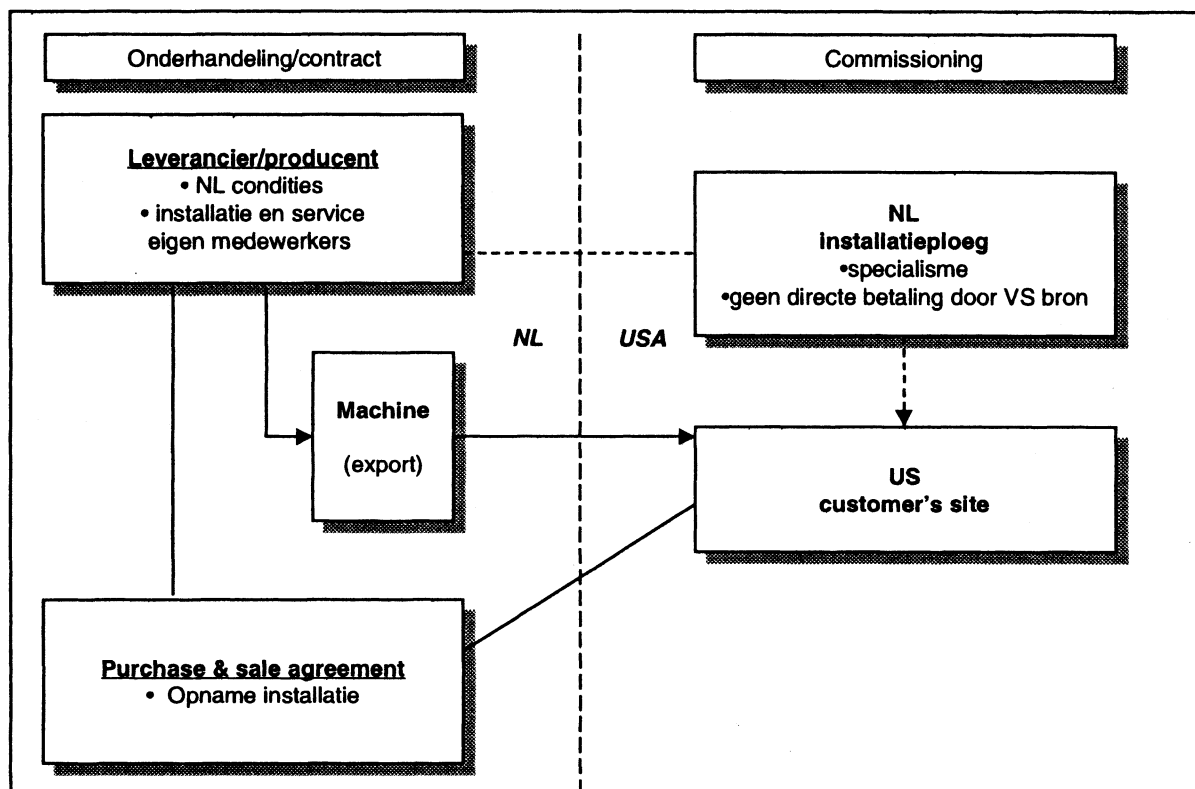 Onderhandeling/contract
Commissioning
Leverancier/producent
• NL condities
• installatie en service
eigen medewerkers
NL
installatieploeg
•specialisme
•geen directe betaling door VS bron
NL
USA
Machine
(export)
US
customer's site
Purchase & sale agreement
• Opname installatie